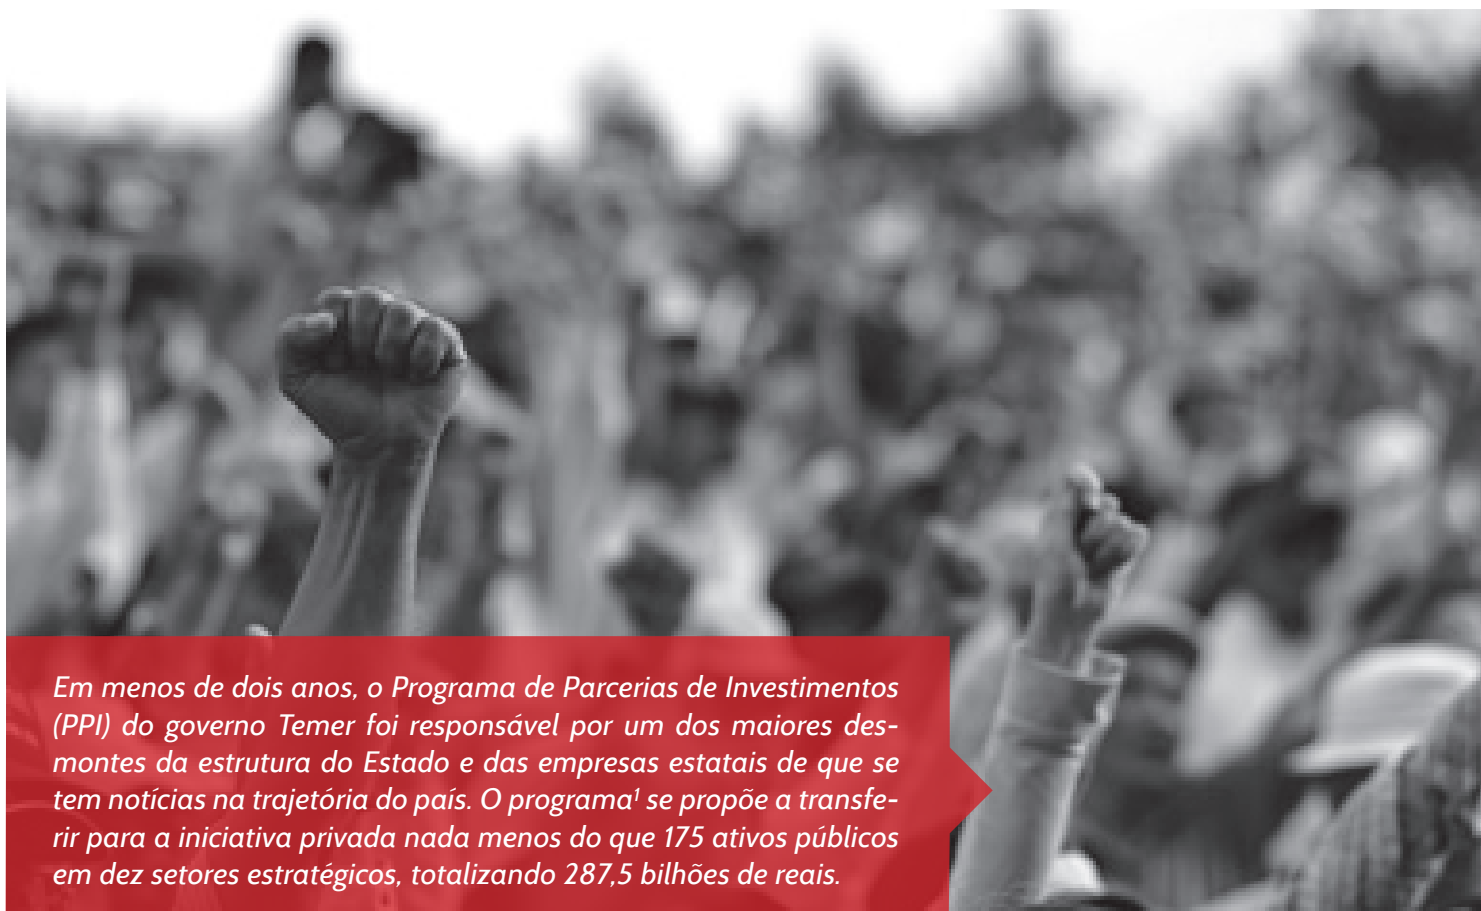 Em menos de dois anos, o Programa de Parcerias de Investimentos
(PPI) do governo Temer foi responsável por um dos maiores des-
montes da estrutura do Estado e das empresas estatais de que se
tem notícias na trajetória do país. O programa¹ se propõe a transfe-
rir para a iniciativa privada nada menos do que 175 ativos públicos
em dez setores estratégicos, totalizando 287,5 bilhões de reais.